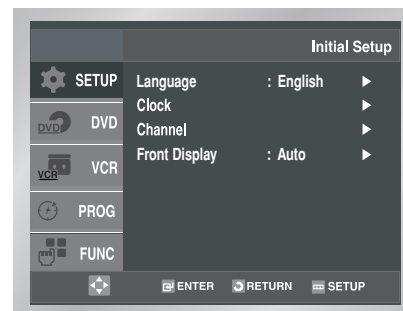 Initial Setup
SETUP
DVD
DVD
VCR
VCR
PROG
FUNC
Language : English ►
Clock ►
Channel ►
Front Display : Auto ►
ENTER RETURN SETUP